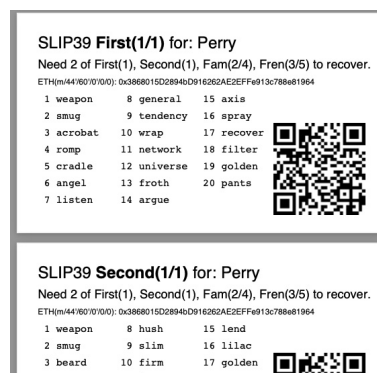 SLIP39 First(1/1) for: Perry
Need 2 of First(1), Second(1), Fam(2/4), Fren(3/5) to recover.
ETH(m/44'/60'/0'/0/0): 0x3868015D2894bD916262AE2EFFe913c788e81964
1 weapon 8 general 15 axis
2 smug 9 tendency 16 spray
3 acrobat 10 wrap 17 recover
4 romp 11 network 18 filter
5 cradle 12 universe 19 golden
6 angel 13 froth 20 pants
7 listen 14 argue
SLIP39 Second(1/1) for: Perry
Need 2 of First(1), Second(1), Fam(2/4), Fren(3/5) to recover.
ETH(m/44'/60'/0'/0/0): 0x3868015D2894bD916262AE2EFFe913c788e81964
1 weapon 8 hush 15 lend
2 smug 9 slim 16 lilac
3 beard 10 firm 17 golden